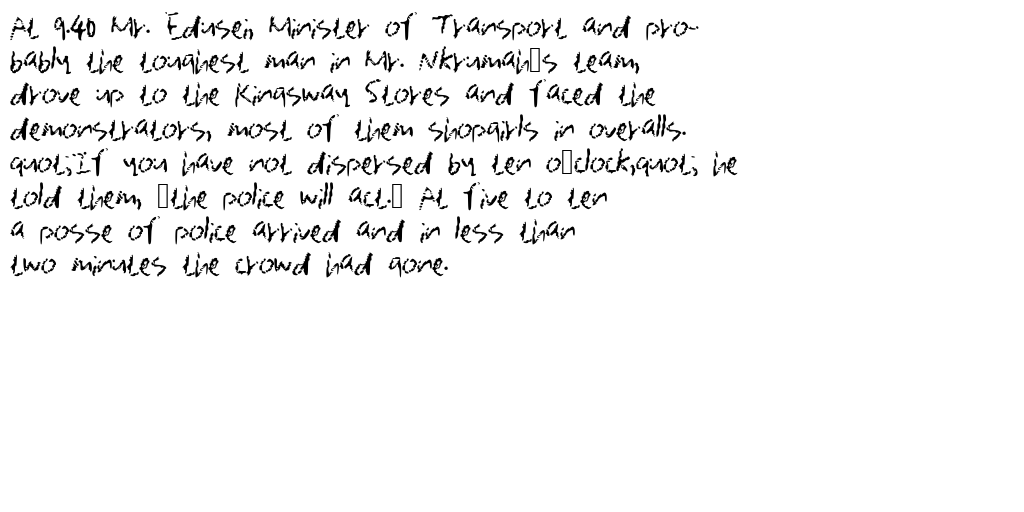 At 9.40 Mr. Edusei, Minister of Transport and pro-
bably the toughest man in Mr. Nkrumah□s team,
drove up to the Kingsway Stores and faced the
demonstrators, most of them shopgirls in overalls.
quot;If you have not dispersed by ten o□clock,quot; he
told them, □the police will act.□ At five to ten
a posse of police arrived and in less than
two minutes the crowd had gone.